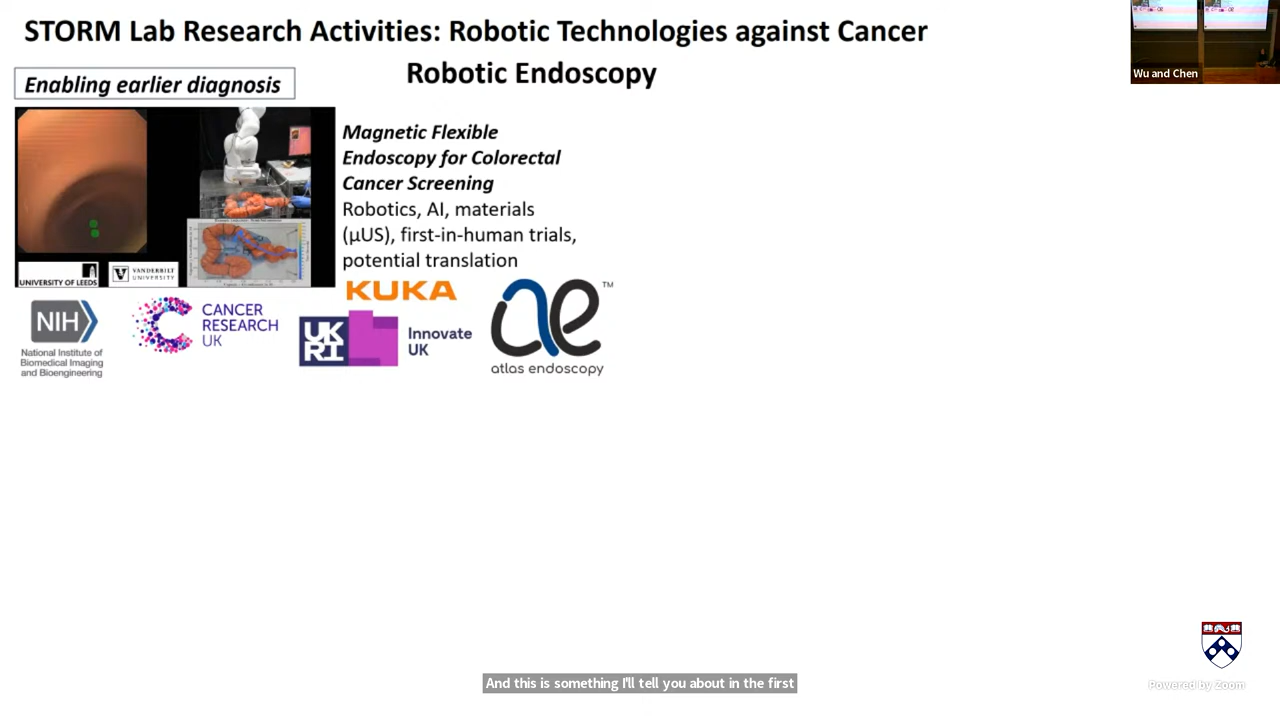 STORM Lab Research Activities: Robotic Technologies against Cancer
Robotic Endoscopy
Enabling earlier diagnosis
Magnetic Flexible
Endoscopy for Colorectal
Cancer Screening
Robotics, AI, materials
(µUS), first-in-human trials,
potential translation
UNIVERSITY OF LEEDS
VANDERBILT
UNIVERSITY
KUKA
NIH
National Institute of
Biomedical Imaging
and Bioengineering
CANCER
RESEARCH
UK
UK
RI
Innovate
UK
ae
TM
atlas endoscopy
Wu and Chen
And this is something I'll tell you about in the first
Powered by Zoom